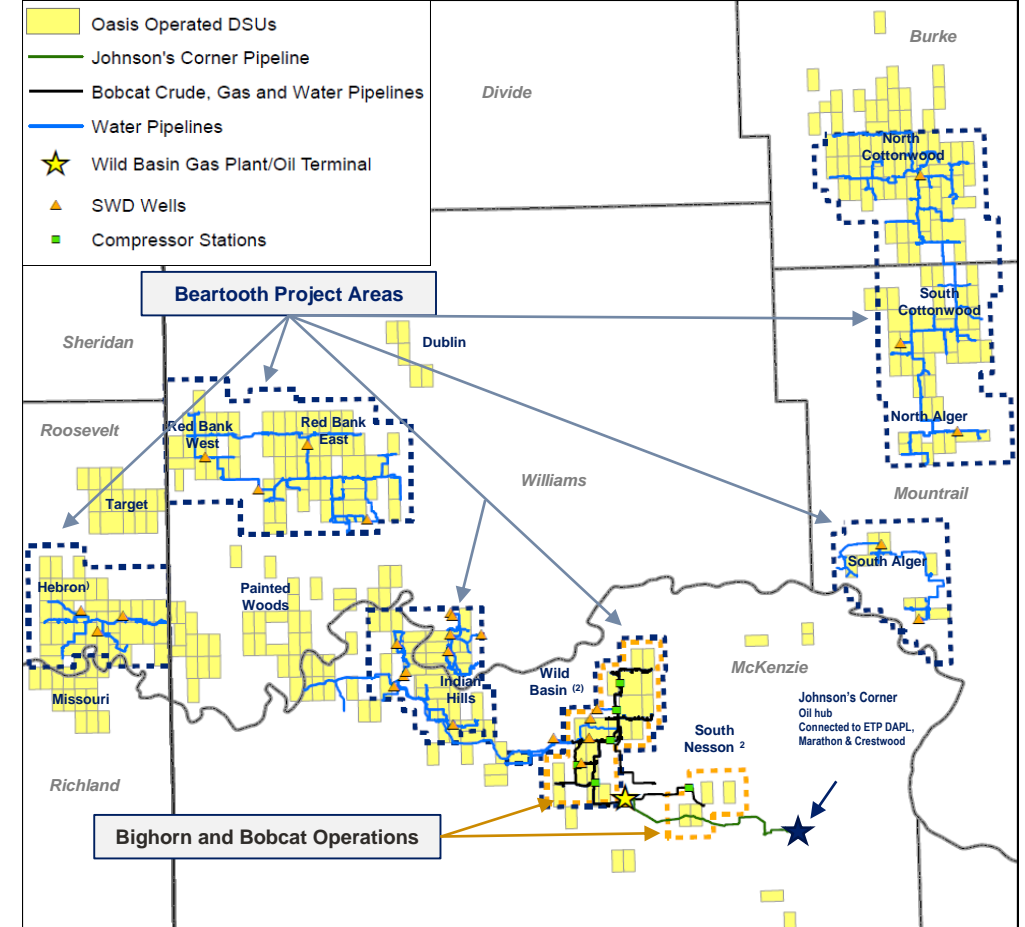 Oasis Operated DSUs
Johnson's Corner Pipeline
Bobcat Crude, Gas and Water Pipelines
Water Pipelines
Wild Basin Gas Plant/Oil Terminal
SWD Wells
Compressor Stations
Burke
Divide
North
Cottonwood
Beartooth Project Areas
South
Cottonwood
Sheridan
Dublin
Roosevelt
Red Bank
West
Red Bank
East
North Alger
Williams
Mountrail
Target
South Alger
Hebron)
Painted
Woods
McKenzie
Missouri
Indian
Hills
Wild
Basin (2)
Johnson's Corner
Oil hub
Connected to ETP DAPL,
Marathon & Crestwood
South
Nesson 2
Richland
Bighorn and Bobcat Operations